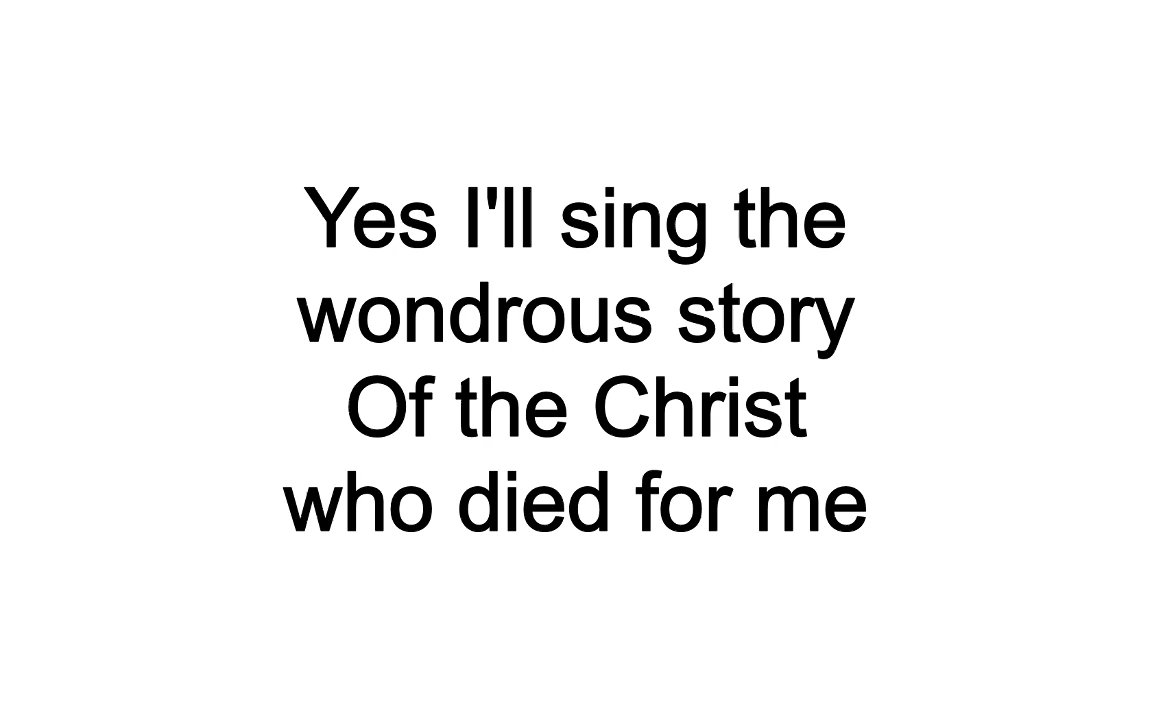 Yes I'll sing the
wondrous story
Of the Christ
who died for me